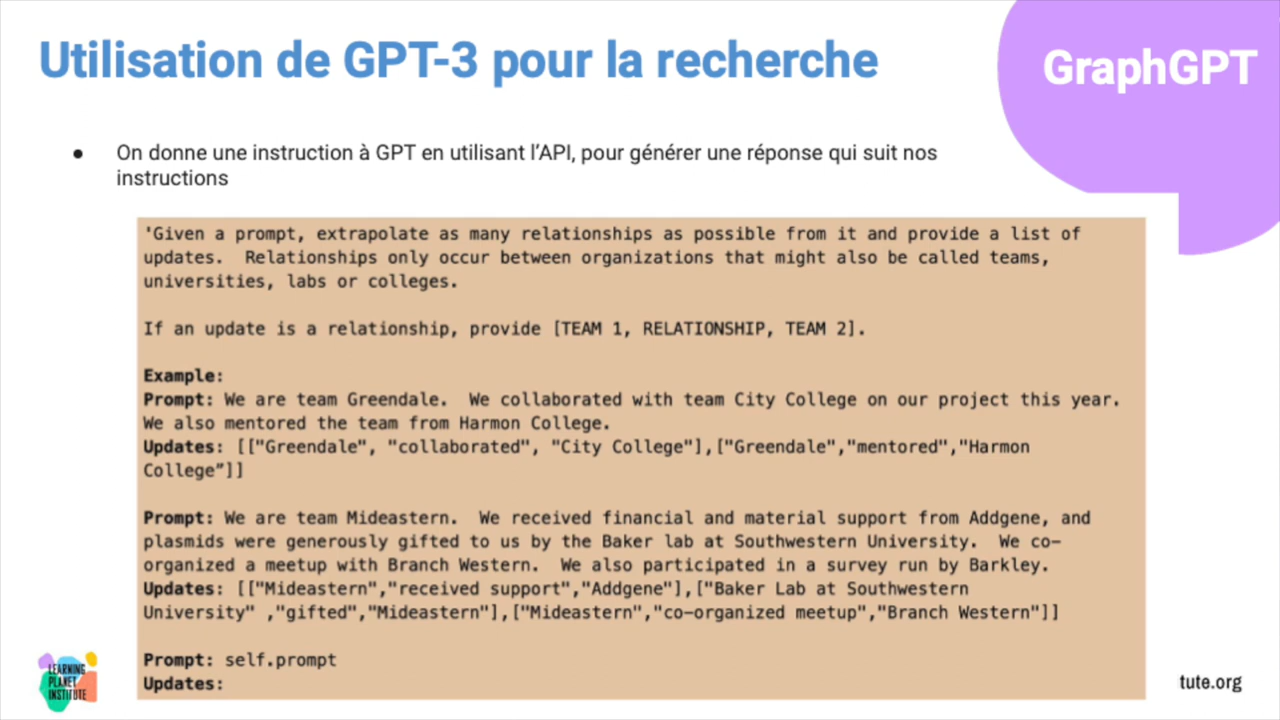 Utilisation de GPT-3 pour la recherche
GraphGPT
● On donne une instruction à GPT en utilisant l'API, pour générer une réponse qui suit nos
instructions
'Given a prompt, extrapolate as many relationships as possible from it and provide a list of
updates.  Relationships only occur between organizations that might also be called teams,
universities, labs or colleges.
If an update is a relationship, provide [TEAM 1, RELATIONSHIP, TEAM 2].
Example:
Prompt: We are team Greendale.  We collaborated with team City College on our project this year.
We also mentored the team from Harmon College.
Updates: [["Greendale", "collaborated", "City College"],["Greendale","mentored","Harmon
College”]]
Prompt: We are team Mideastern.  We received financial and material support from Addgene, and
plasmids were generously gifted to us by the Baker lab at Southwestern University.  We co-
organized a meetup with Branch Western.  We also participated in a survey run by Barkley.
Updates: [["Mideastern","received support","Addgene"],["Baker Lab at Southwestern
University" ,"gifted","Mideastern"],["Mideastern","co-organized meetup","Branch Western"]]
Prompt: self.prompt
Updates:
LEARNING
PLANET
INSTITUTE
tute.org